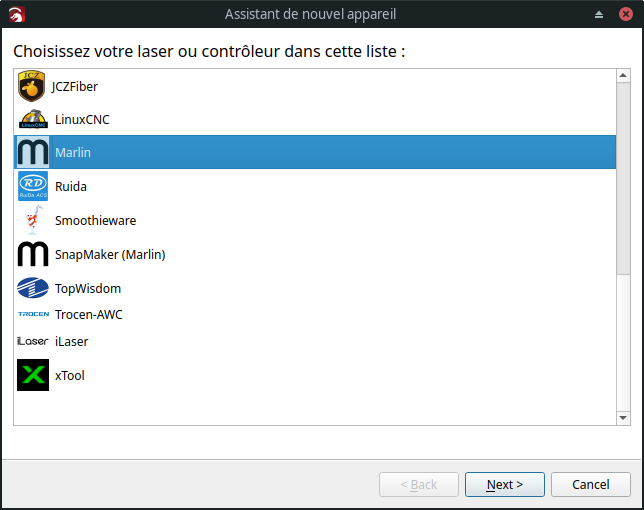 Assistant de nouvel appareil
Choisissez votre laser ou contrôleur dans cette liste :
JCZ
JCZFiber
LinuxCNC
LinuxCNC
Marlin
RD
RuiDa ACS
Ruida
Smoothieware
SnapMaker (Marlin)
TopWisdom
TROCEN
Trocen-AWC
iLaser
iLaser
xTool
< Back
Next >
Cancel